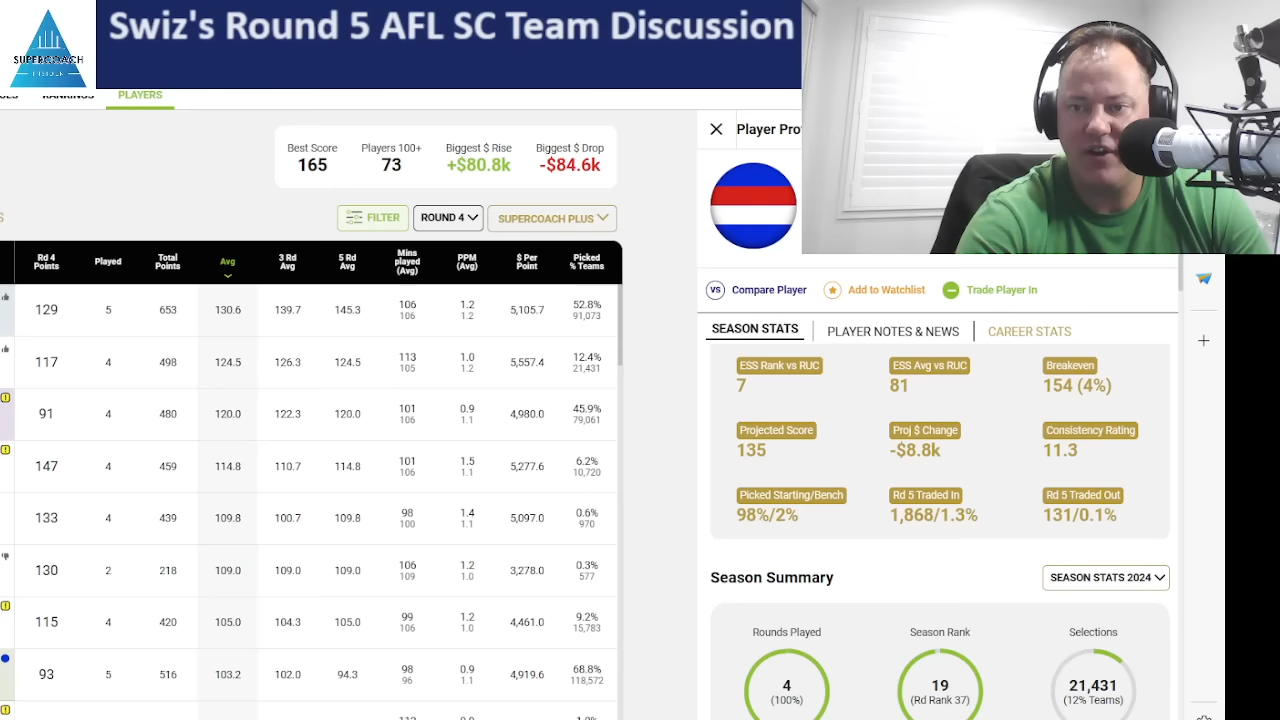 Swiz's Round 5 AFL SC Team Discussion
SUPERCOACH
INSIDER
RANKINGS PLAYERS
Best Score Players 100+ Biggest $ Rise Biggest $ Drop
165 73 +$80.8k -$84.6k
FILTER ROUND 4 SUPERCOACH PLUS
Rd 4 Points Played Total Points Avg 3 Rd Avg 5 Rd Avg Mins played (Avg) PPM (Avg) $ Per Point Picked % Teams
129 5 653 130.6 139.7 145.3 106 1.2 5,105.7 52.8%
106 1.2 91,073
117 4 498 124.5 126.3 124.5 113 1.0 5,557.4 12.4%
105 1.2 21,431
91 4 480 120.0 122.3 120.0 101 0.9 4,980.0 45.9%
106 1.1 79,061
147 4 459 114.8 110.7 114.8 101 1.5 5,277.6 6.2%
106 1.1 10,720
133 4 439 109.8 100.7 109.8 98 1.4 5,097.0 0.6%
100 1.1 970
130 2 218 109.0 109.0 109.0 106 1.2 3,278.0 0.3%
109 1.0 577
115 4 420 105.0 104.3 105.0 99 1.2 4,461.0 9.2%
106 1.0 15,783
93 5 516 103.2 102.0 94.3 98 0.9 4,919.6 68.8%
96 1.1 118,572
Player Pro
VS Compare Player Add to Watchlist Trade Player In
SEASON STATS PLAYER NOTES & NEWS CAREER STATS
ESS Rank vs RUC ESS Avg vs RUC Breakeven
7 81 154 (4%)
Projected Score Proj $ Change Consistency Rating
135 -$8.8k 11.3
Picked Starting/Bench Rd 5 Traded In Rd 5 Traded Out
98%/2% 1,868/1.3% 131/0.1%
Season Summary SEASON STATS 2024
Rounds Played Season Rank Selections
4 19 21,431
(100%) (Rd Rank 37) (12% Teams)